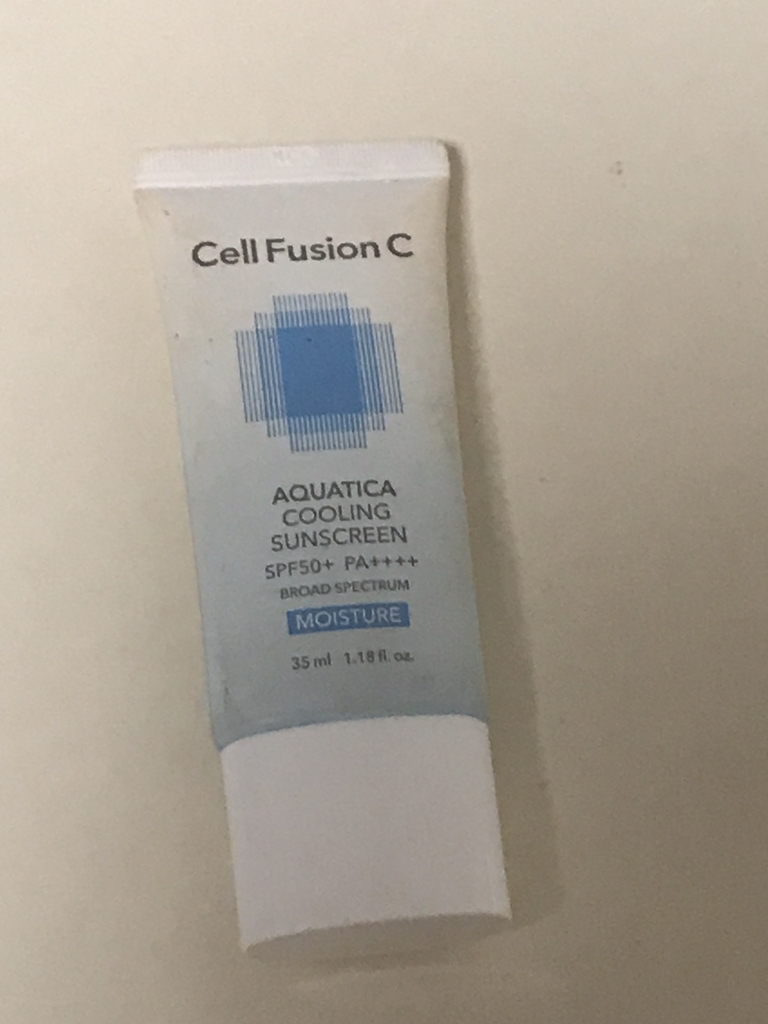 Cell Fusion C
AQUATICA
COOLING
SUNSCREEN
SPF50+ PA++++
BROAD SPECTRUM
MOISTURE
35 ml 1.18 fl. oz.